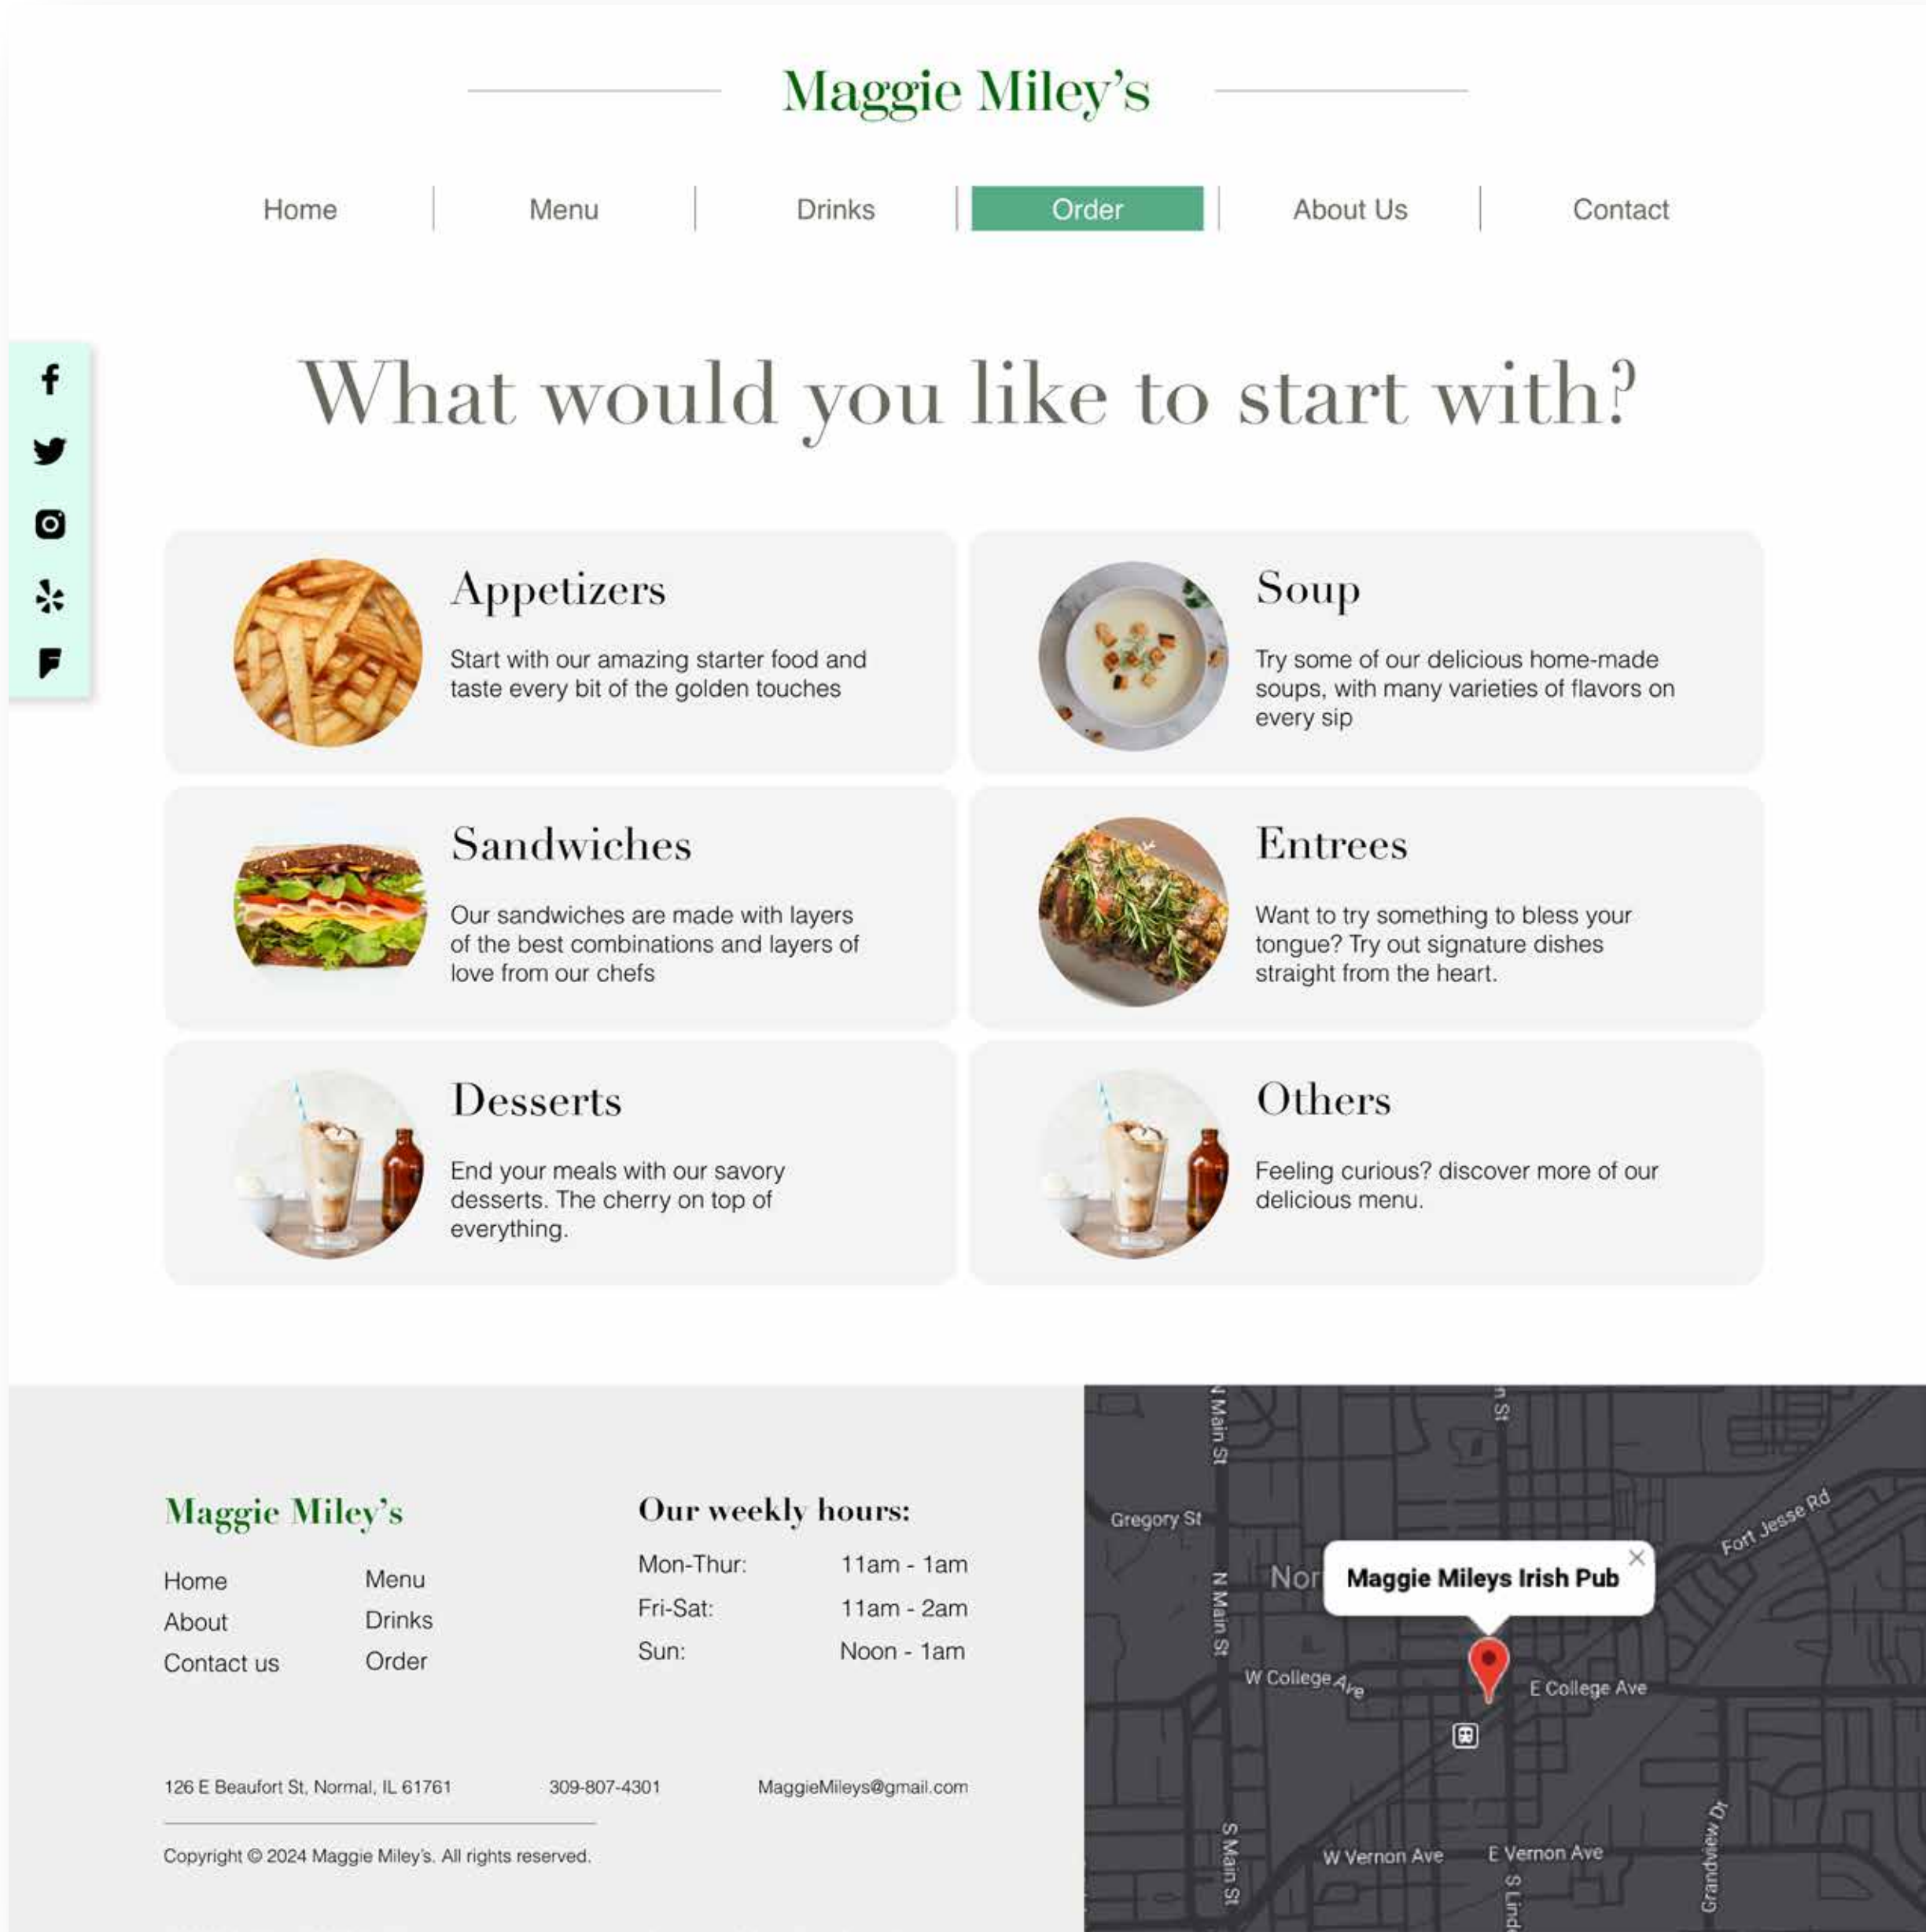 Maggie Miley's
Home
Menu
Drinks
Order
About Us
Contact
What would you like to start with?
Appetizers
Start with our amazing starter food and
taste every bit of the golden touches
Soup
Try some of our delicious home-made
soups, with many varieties of flavors on
every sip
Sandwiches
Our sandwiches are made with layers
of the best combinations and layers of
love from our chefs
Entrees
Want to try something to bless your
tongue? Try out signature dishes
straight from the heart.
Desserts
End your meals with our savory
desserts. The cherry on top of
everything.
Others
Feeling curious? discover more of our
delicious menu.
Maggie Miley's
Home
Menu
About
Drinks
Contact us
Order
Our weekly hours:
Mon-Thur: 11am - 1am
Fri-Sat: 11am - 2am
Sun: Noon - 1am
126 E Beaufort St, Normal, IL 61761
309-807-4301
MaggieMileys@gmail.com
Copyright © 2024 Maggie Miley's. All rights reserved.
N Main St
n St
Gregory St
Fort Jesse Rd
Nor
Maggie Mileys Irish Pub
N Main St
W College Ave
E College Ave
S Main St
W Vernon Ave
E Vernon Ave
Grandview Dr
S Lind